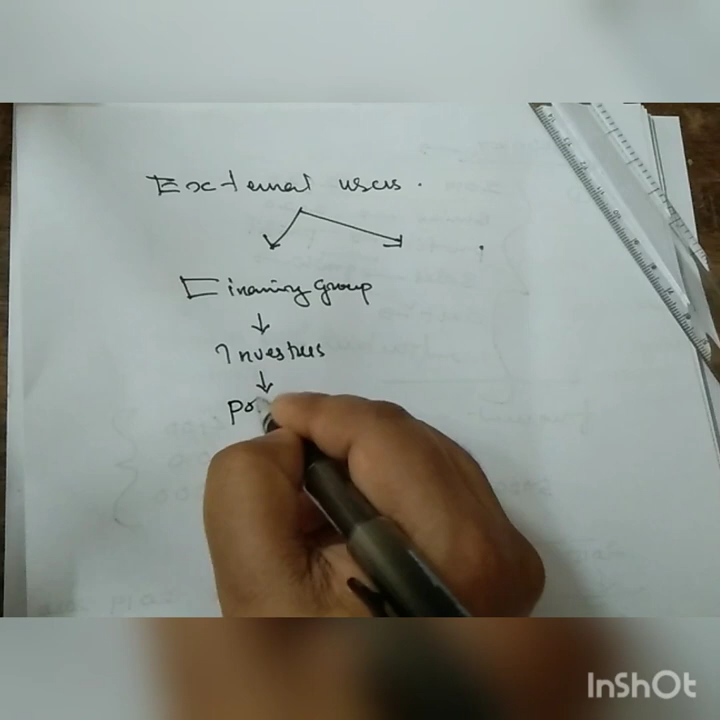 External users.
Financing group
Investors
po
InShOt